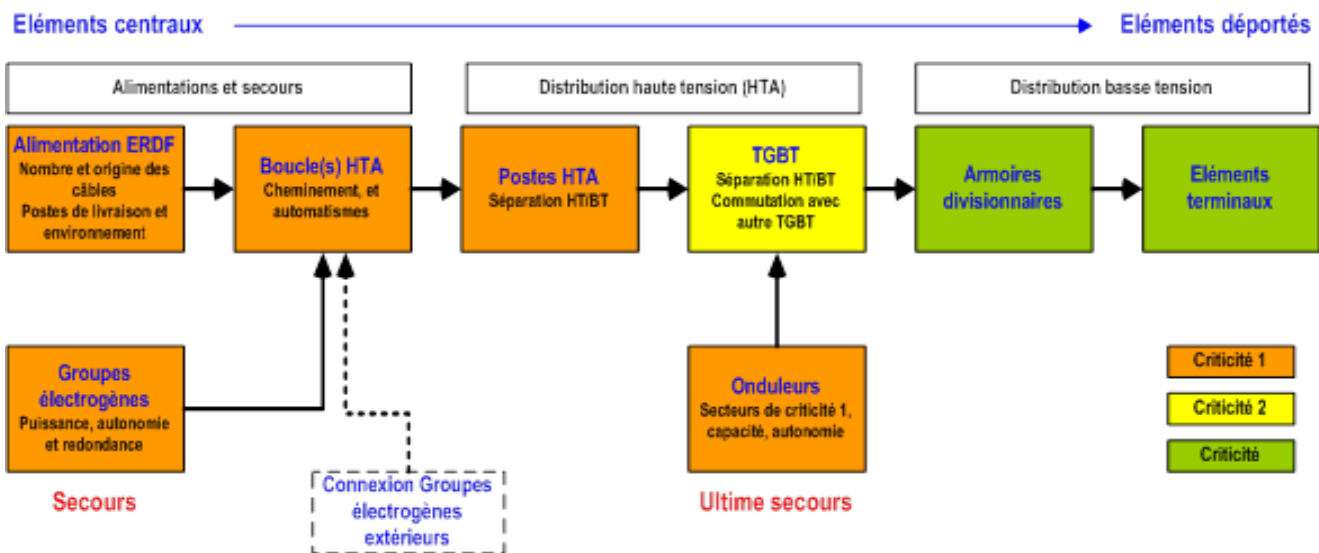 Eléments centraux
Eléments déportés
Alimentations et secours
Distribution haute tension (HTA)
Distribution basse tension
Alimentation ERDF
Nombre et origine des
câbles
Postes de livraison et
environnement
Boucle(s) HTA
Cheminement, et
automatismes
Postes HTA
Séparation HT/BT
TGBT
Séparation HT/BT
Commutation avec
autre TGBT
Armoires
divisionnaires
Eléments
terminaux
Groupes
électrogènes
Puissance, autonomie
et redondance
Onduleurs
Secteurs de criticité 1,
capacité, autonomie
Criticité 1
Criticité 2
Criticité
Secours
Connexion Groupes
électrogènes
extérieurs
Ultime secours